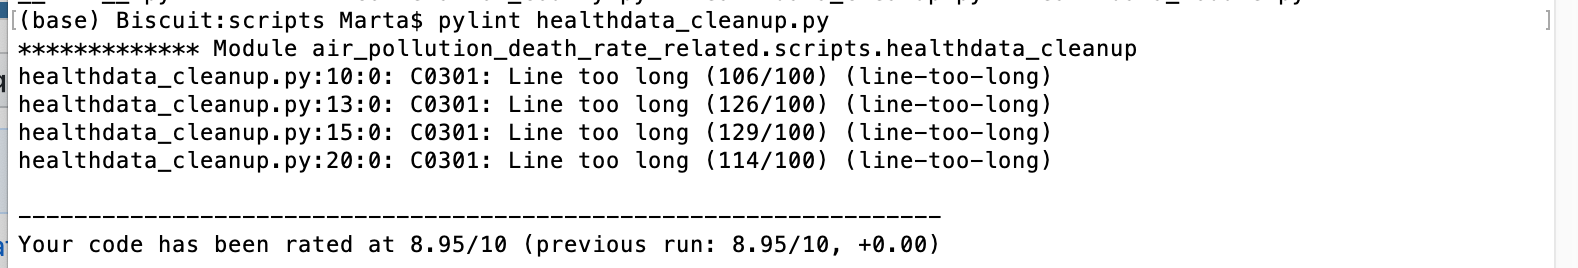 [(base) Biscuit:scripts Marta$ pylint healthdata_cleanup.py ]
************* Module air_pollution_death_rate_related.scripts.healthdata_cleanup
healthdata_cleanup.py:10:0: C0301: Line too long (106/100) (line-too-long)
healthdata_cleanup.py:13:0: C0301: Line too long (126/100) (line-too-long)
healthdata_cleanup.py:15:0: C0301: Line too long (129/100) (line-too-long)
healthdata_cleanup.py:20:0: C0301: Line too long (114/100) (line-too-long)
------------------------------------------------------------------
Your code has been rated at 8.95/10 (previous run: 8.95/10, +0.00)